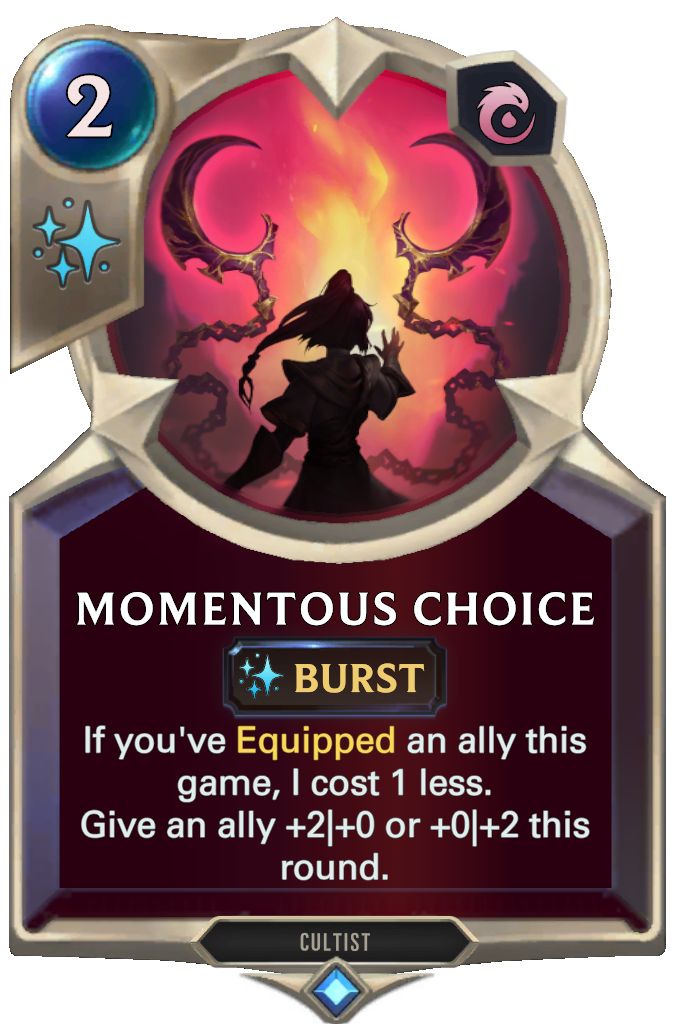 2
MOMENTOUS CHOICE
BURST
If you've Equipped an ally this
game, I cost 1 less.
Give an ally +2|+0 or +0|+2 this
round.
CULTIST